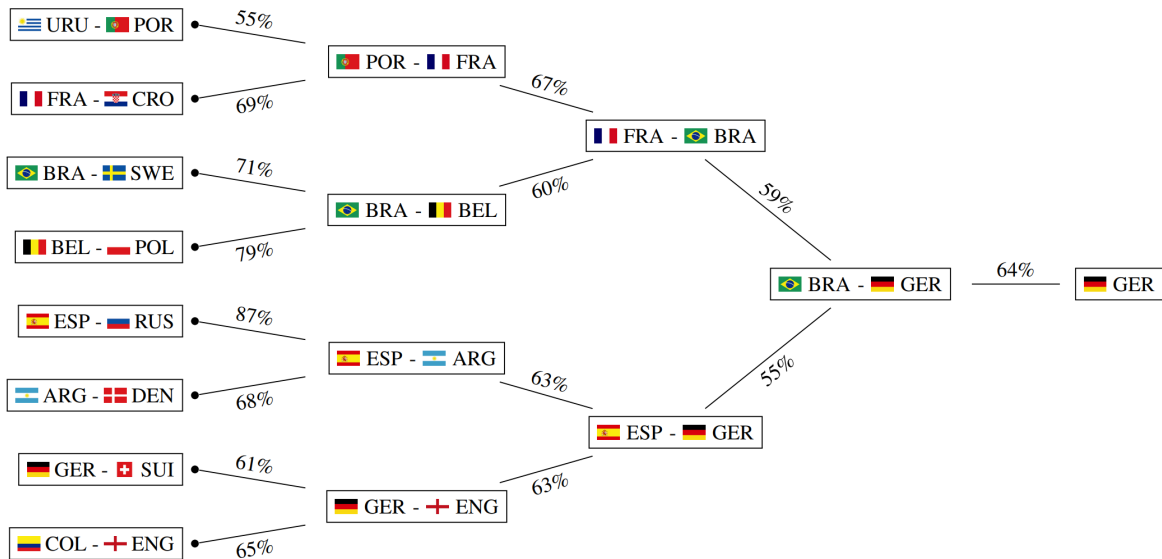 URU - POR
55%
POR - FRA
FRA - CRO
69%
67%
FRA - BRA
BRA - SWE
71%
60%
BRA - BEL
BEL - POL
79%
59%
BRA - GER
64%
GER
ESP - RUS
87%
ESP - ARG
ARG - DEN
68%
63%
55%
ESP - GER
GER - SUI
61%
63%
GER - ENG
COL - ENG
65%